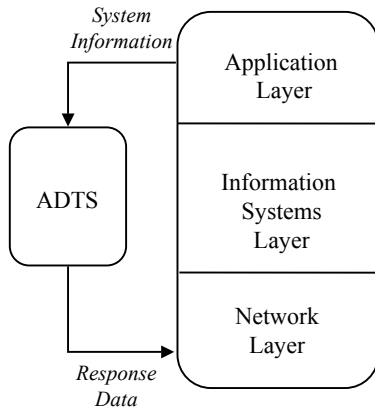 System
Information
Application
Layer
ADTS
Information
Systems
Layer
Network
Layer
Response
Data